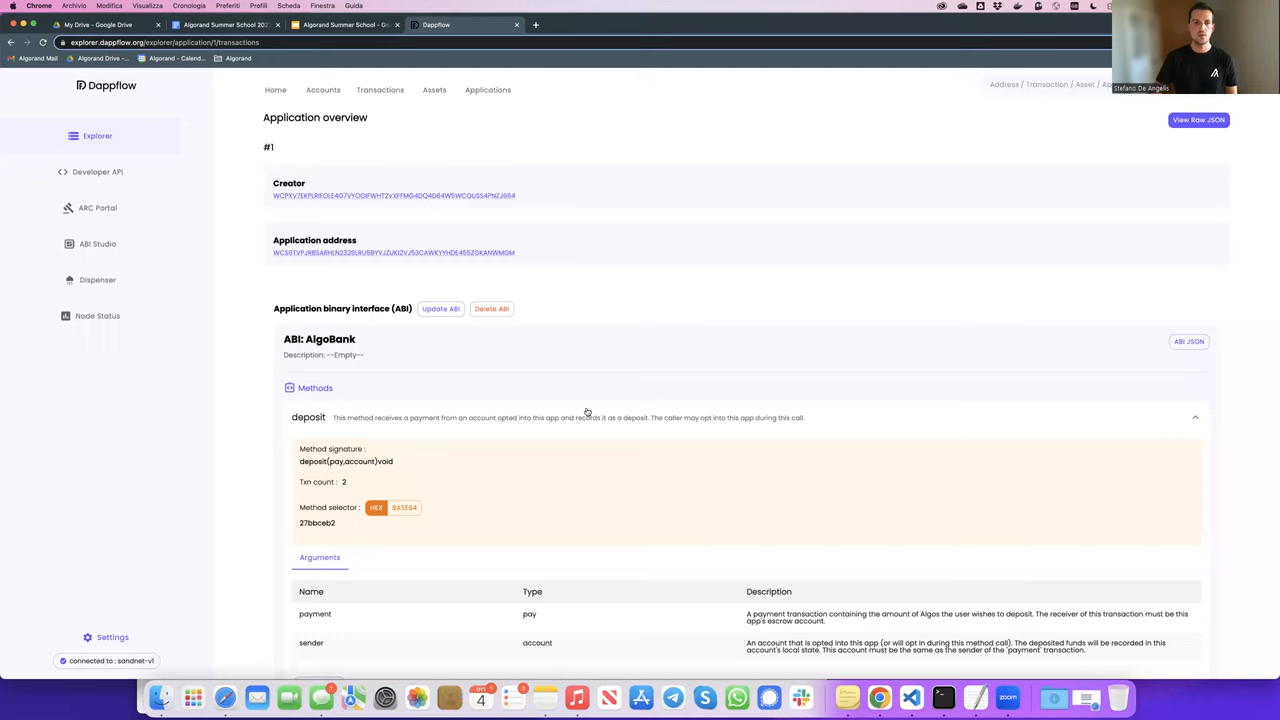 Chrome Archivio Modifica Visualizza Cronologia Preferiti Profili Scheda Finestra Guida
My Drive - Google Drive
Algorand Summer School 202
Algorand Summer School - G
Dappflow
explorer.dappflow.org/explorer/application/1/transactions
Algorand Mail
Algorand Drive -...
Algorand - Calend...
Algorand
Stefano De Angelis
Dappflow
Home Accounts Transactions Assets Applications
Address / Transaction / Asset / Ap
Explorer
Developer API
ARC Portal
ABI Studio
Dispenser
Node Status
Settings
connected to : sandnet-v1
Application overview
View Raw JSON
#1
Creator
Application address
Application binary interface (ABI) Update ABI Delete ABI
ABI: AlgoBank
ABI JSON
Description: --Empty--
Methods
deposit This method receives a payment from an account opted into this app and records it as a deposit. The caller may opt into this app during this call.
Method signature :
deposit(pay,account)void
Txn count : 2
Method selector : HEX BASE64
27bbceb2
Arguments
Name Type Description
payment pay A payment transaction containing the amount of Algos the user wishes to deposit. The receiver of this transaction must be this
app's escrow account.
sender account An account that is opted into this app (or will opt in during this method call). The deposited funds will be recorded in this
account's local state. This account must be the same as the sender of the `payment` transaction.
4